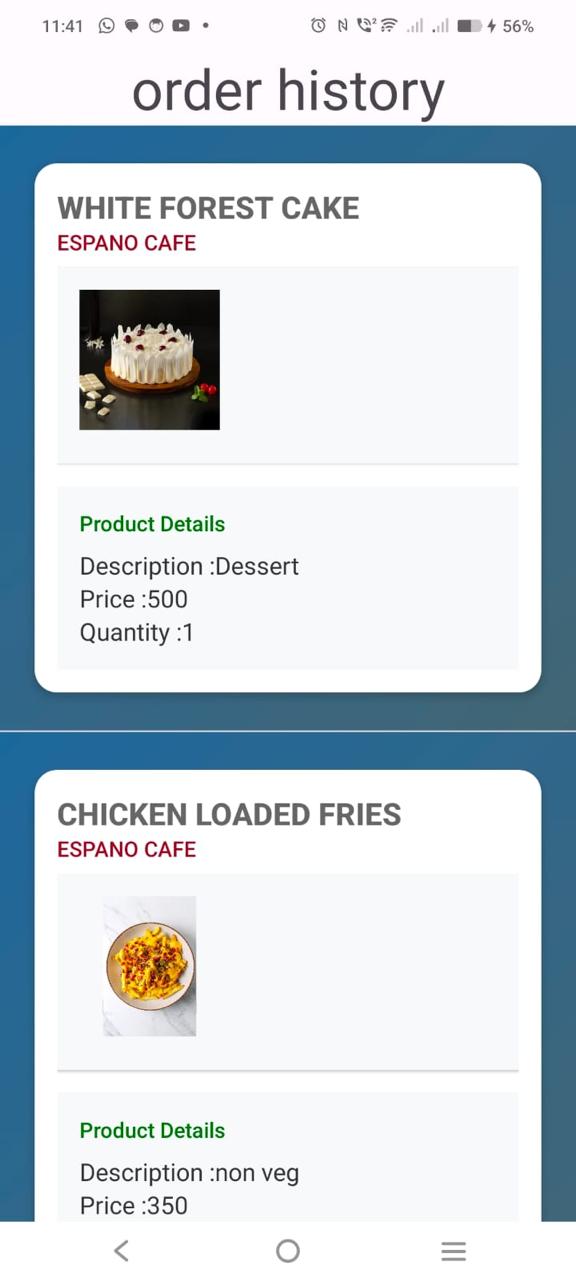 11:41
2
56%
order history
WHITE FOREST CAKE
ESPANO CAFE
Product Details
Description :Dessert
Price :500
Quantity :1
CHICKEN LOADED FRIES
ESPANO CAFE
Product Details
Description :non veg
Price :350